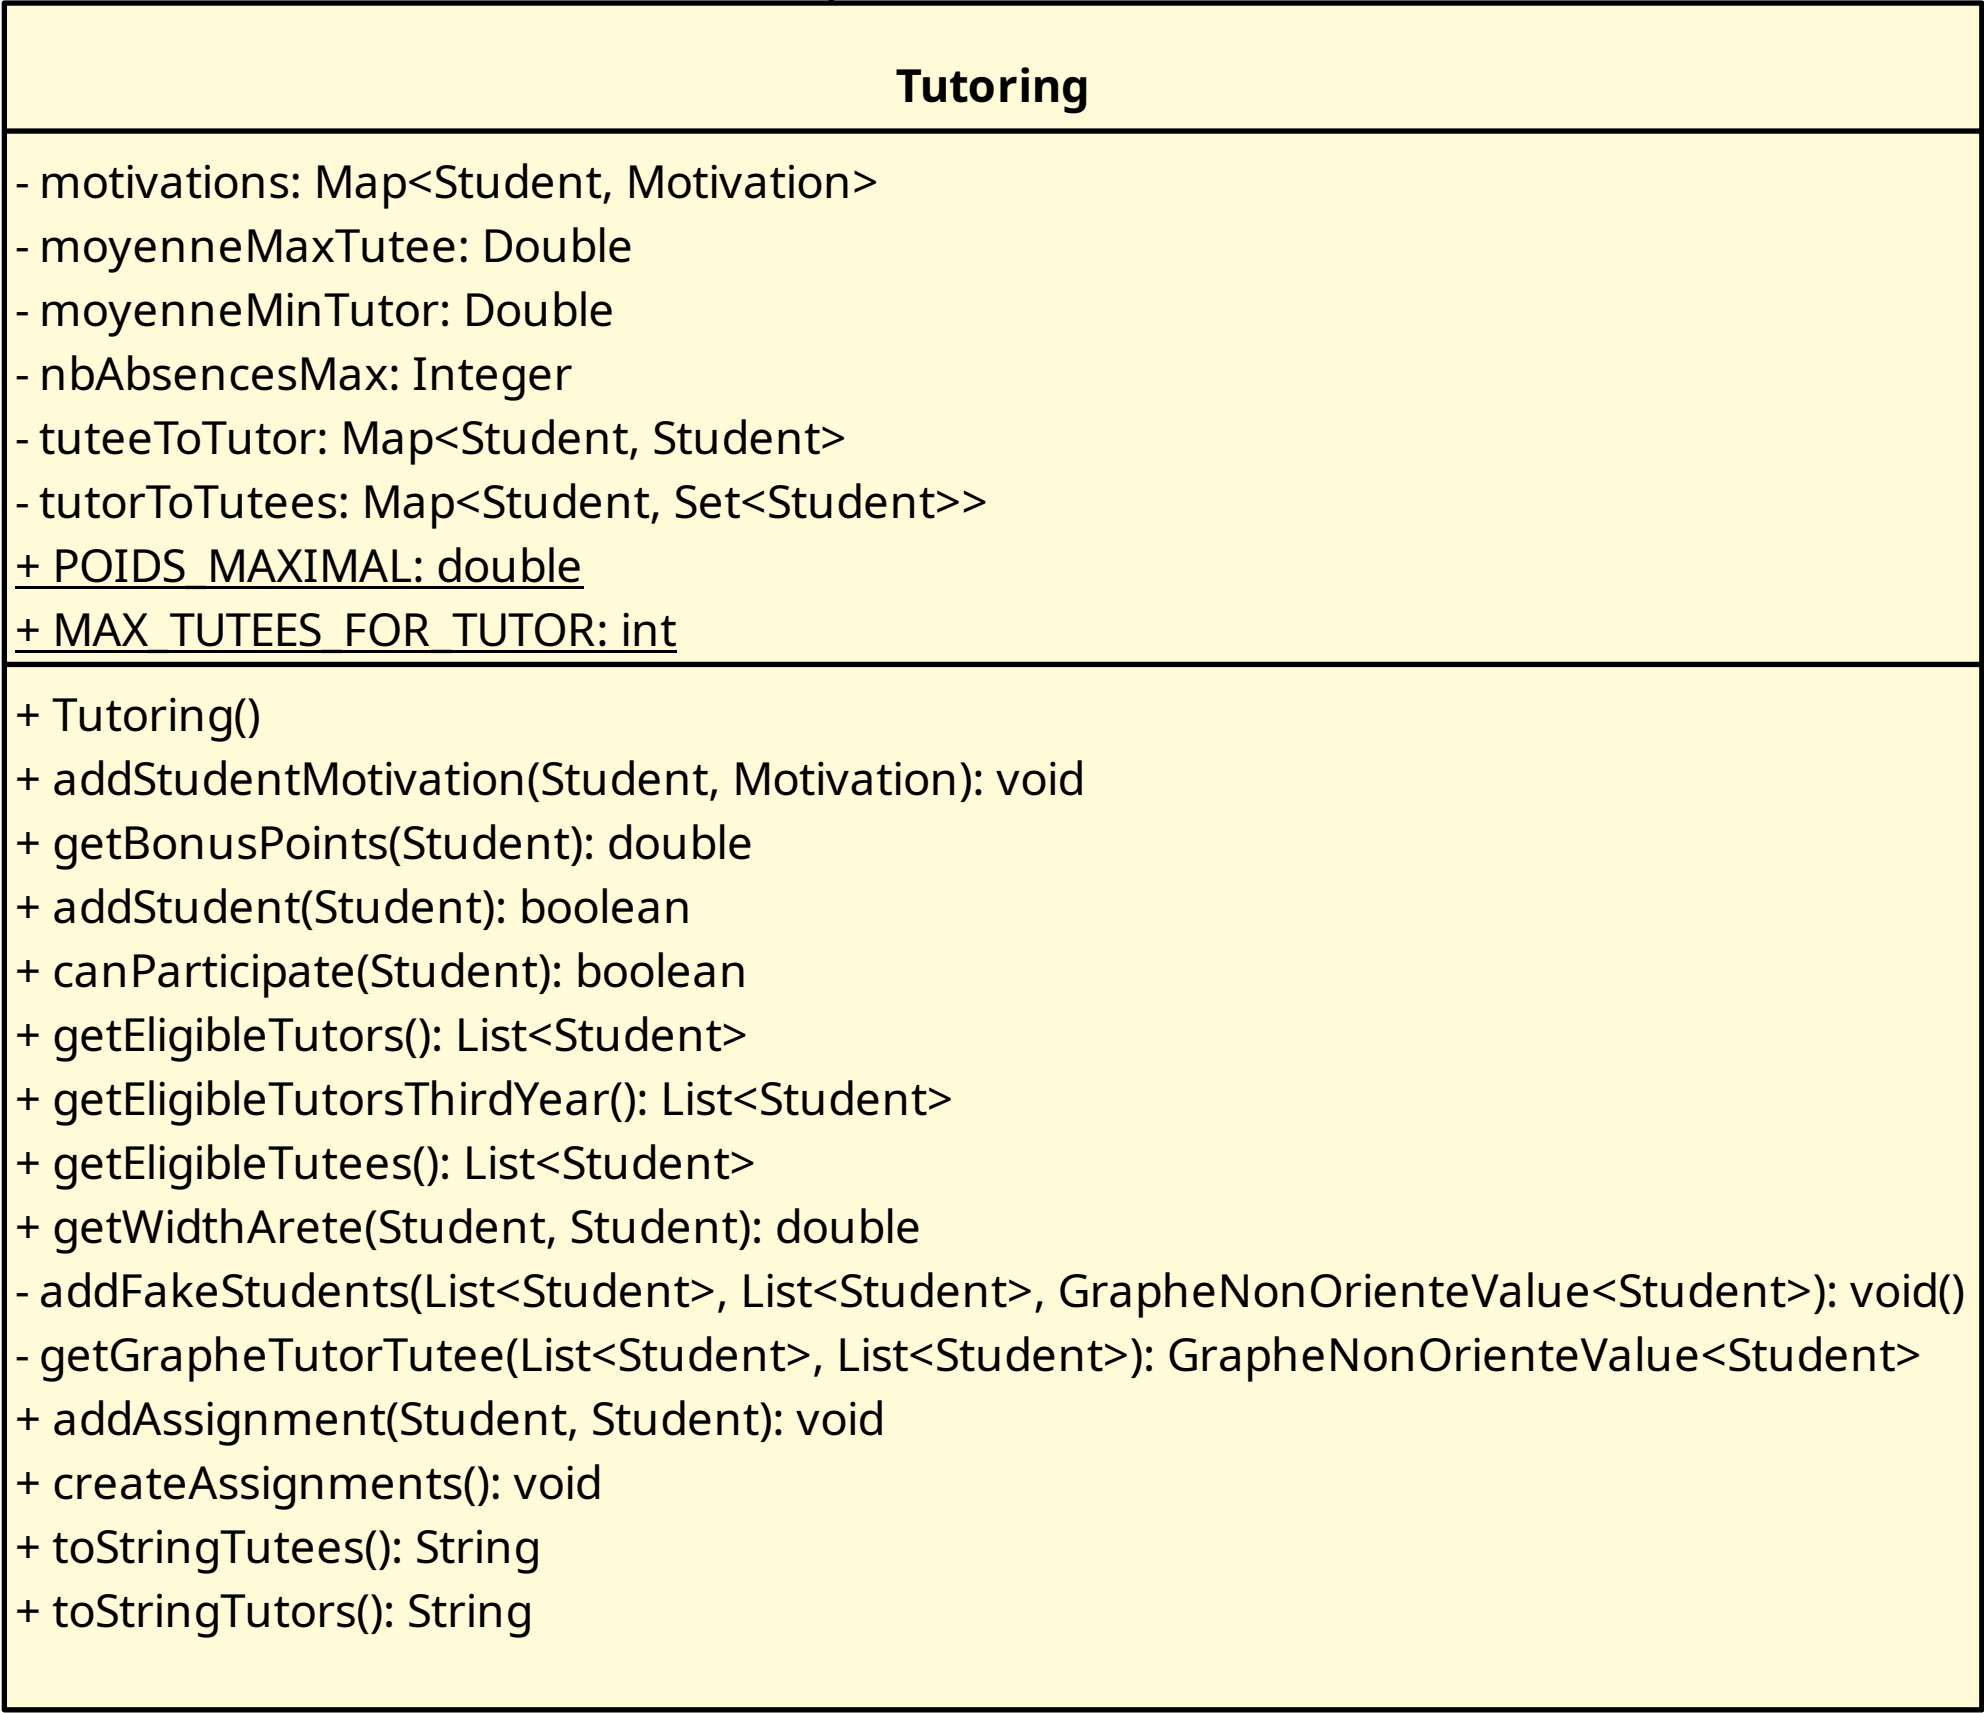 Tutoring
- motivations: Map<Student, Motivation>
- moyenneMaxTutee: Double
- moyenneMinTutor: Double
- nbAbsencesMax: Integer
- tuteeToTutor: Map<Student, Student>
- tutorToTutees: Map<Student, Set<Student>>
+ POIDS_MAXIMAL: double
+ MAX_TUTEES_FOR_TUTOR: int
+ Tutoring()
+ addStudentMotivation(Student, Motivation): void
+ getBonusPoints(Student): double
+ addStudent(Student): boolean
+ canParticipate(Student): boolean
+ getEligibleTutors(): List<Student>
+ getEligibleTutorsThirdYear(): List<Student>
+ getEligibleTutees(): List<Student>
+ getWidthArete(Student, Student): double
- addFakeStudents(List<Student>, List<Student>, GrapheNonOrienteValue<Student>): void()
- getGrapheTutorTutee(List<Student>, List<Student>): GrapheNonOrienteValue<Student>
+ addAssignment(Student, Student): void
+ createAssignments(): void
+ toStringTutees(): String
+ toStringTutors(): String